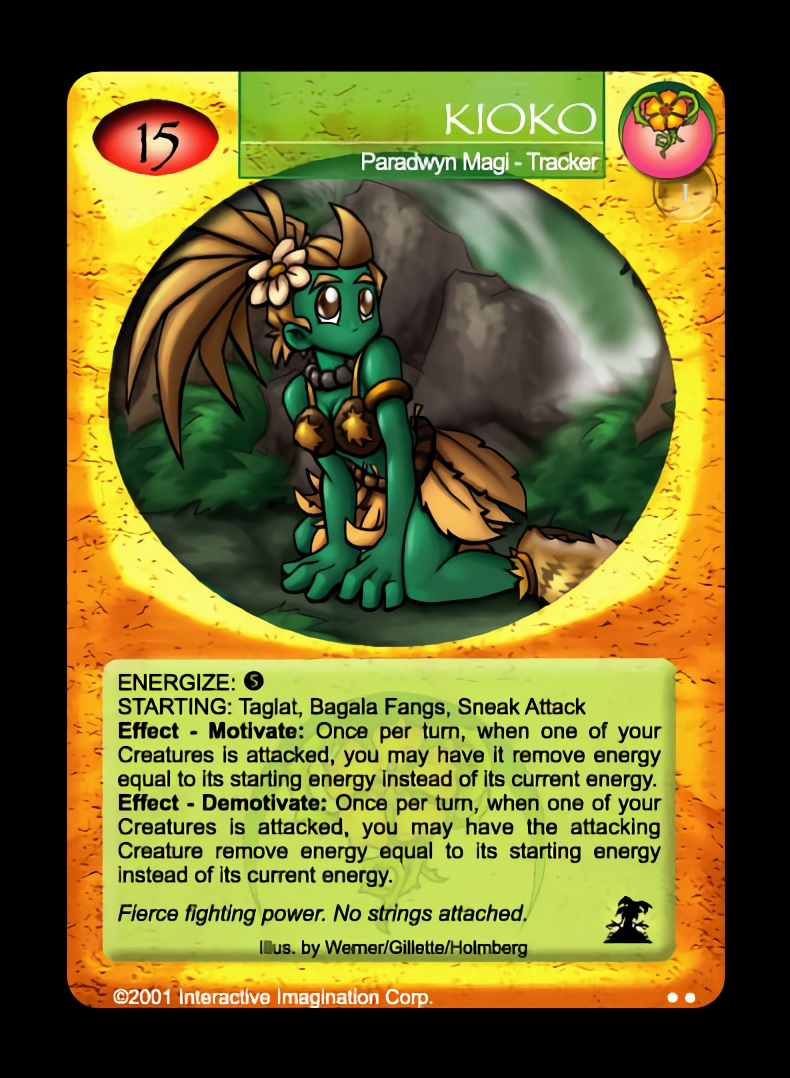 15
KIOKO
Paradwyn Magi - Tracker
1
ENERGIZE: 5
STARTING: Taglat, Bagala Fangs, Sneak Attack
Effect - Motivate: Once per turn, when one of your
Creatures is attacked, you may have it remove energy
equal to its starting energy instead of its current energy.
Effect - Demotivate: Once per turn, when one of your
Creatures is attacked, you may have the attacking
Creature remove energy equal to its starting energy
instead of its current energy.
Fierce fighting power. No strings attached.
Illus. by Werner/Gillette/Holmberg
©2001 Interactive Imagination Corp.